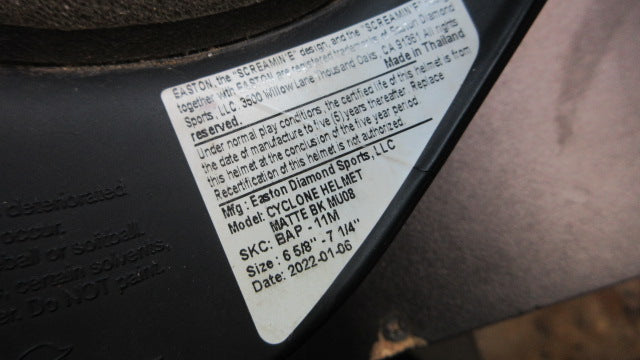 EASTON, the "SCREAMIN E" design, and the "SCREAMIN E"
together with EASTON are registered trademarks of Easton Diamond
Sports, LLC. 3500 Willow Lane, Thousand Oaks, CA 91361 All rights
reserved. Made in Thailand
Under normal play conditions, the certified life of this helmet is from
the date of manufacture to five (5) years thereafter. Replace
this helmet at the conclusion of the five year period.
Recertification of this helmet is not authorized.
Mfg : Easton Diamond Sports, LLC
Model: CYCLONE HELMET
MATTE BK MU08
SKC: BAP - 11M
Size : 6 5/8" - 7 1/4"
Date: 2022-01-06
deteriorated
occur.
ball or softball.
certain solvents,
Do NOT paint.